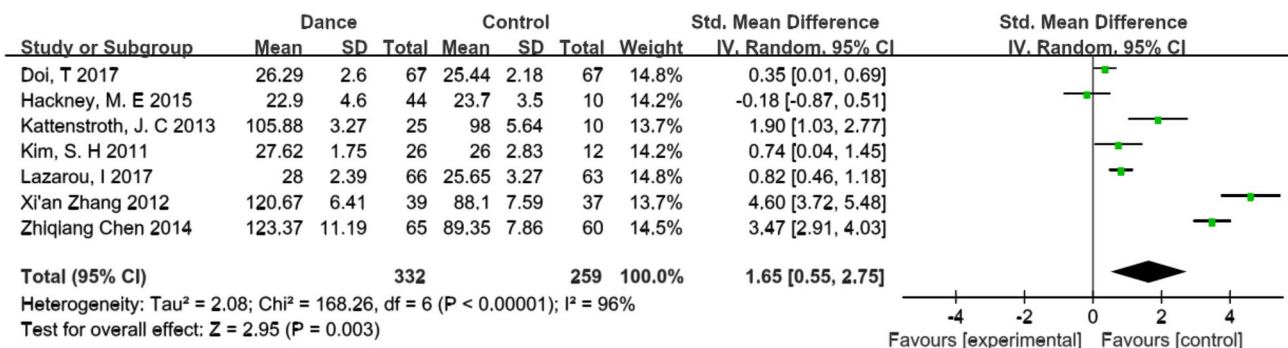 Dance Control Std. Mean Difference Std. Mean Difference
Study or Subgroup Mean SD Total Mean SD Total Weight IV. Random. 95% CI IV. Random. 95% CI
Doi, T 2017 26.29 2.6 67 25.44 2.18 67 14.8% 0.35 [0.01, 0.69]
Hackney, M. E 2015 22.9 4.6 44 23.7 3.5 10 14.2% -0.18 [-0.87, 0.51]
Kattenstroth, J. C 2013 105.88 3.27 25 98 5.64 10 13.7% 1.90 [1.03, 2.77]
Kim, S. H 2011 27.62 1.75 26 26 2.83 12 14.2% 0.74 [0.04, 1.45]
Lazarou, I 2017 28 2.39 66 25.65 3.27 63 14.8% 0.82 [0.46, 1.18]
Xi'an Zhang 2012 120.67 6.41 39 88.1 7.59 37 13.7% 4.60 [3.72, 5.48]
Zhiqiang Chen 2014 123.37 11.19 65 89.35 7.86 60 14.5% 3.47 [2.91, 4.03]
Total (95% CI) 332 259 100.0% 1.65 [0.55, 2.75]
Heterogeneity: Tau² = 2.08; Chi² = 168.26, df = 6 (P < 0.00001); I² = 96%
Test for overall effect: Z = 2.95 (P = 0.003)
-4 -2 0 2 4
Favours [experimental] Favours [control]